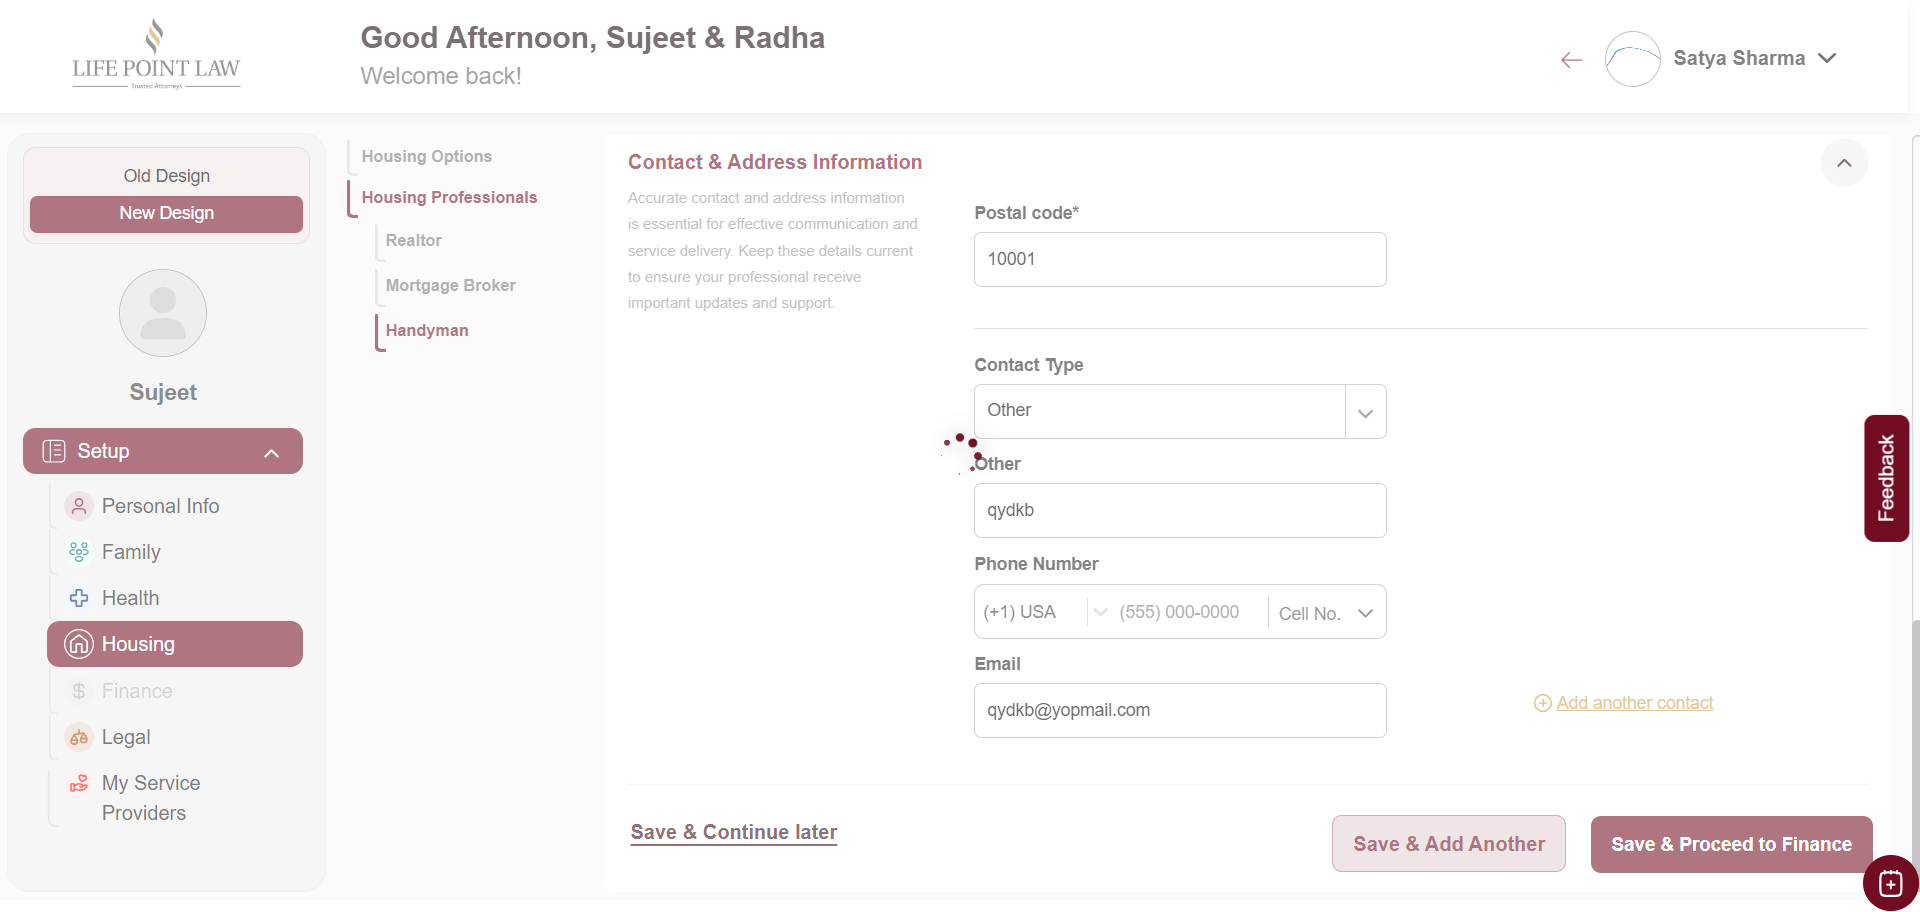 LIFE POINT LAW
Trusted Attorneys
Good Afternoon, Sujeet & Radha
Welcome back!
Satya Sharma
Old Design
New Design
Sujeet
Setup
Personal Info
Family
Health
Housing
Finance
Legal
My Service
Providers
Housing Options
Housing Professionals
Realtor
Mortgage Broker
Handyman
Contact & Address Information
Accurate contact and address information
is essential for effective communication and
service delivery. Keep these details current
to ensure your professional receive
important updates and support.
Postal code*
10001
Contact Type
Other
Other
qydkb
Phone Number
(+1) USA (555) 000-0000 Cell No.
Email
qydkb@yopmail.com
Add another contact
Save & Continue later
Save & Add Another
Save & Proceed to Finance
Feedback